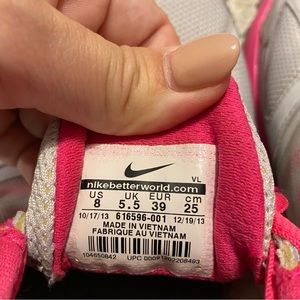 VL
nikebetterworld.com
US UK EUR cm
8 5.5 39 25
10/17/13 616596-001 12/19/13
MADE IN VIETNAM
FABRIQUE AU VIETNAM
104650842